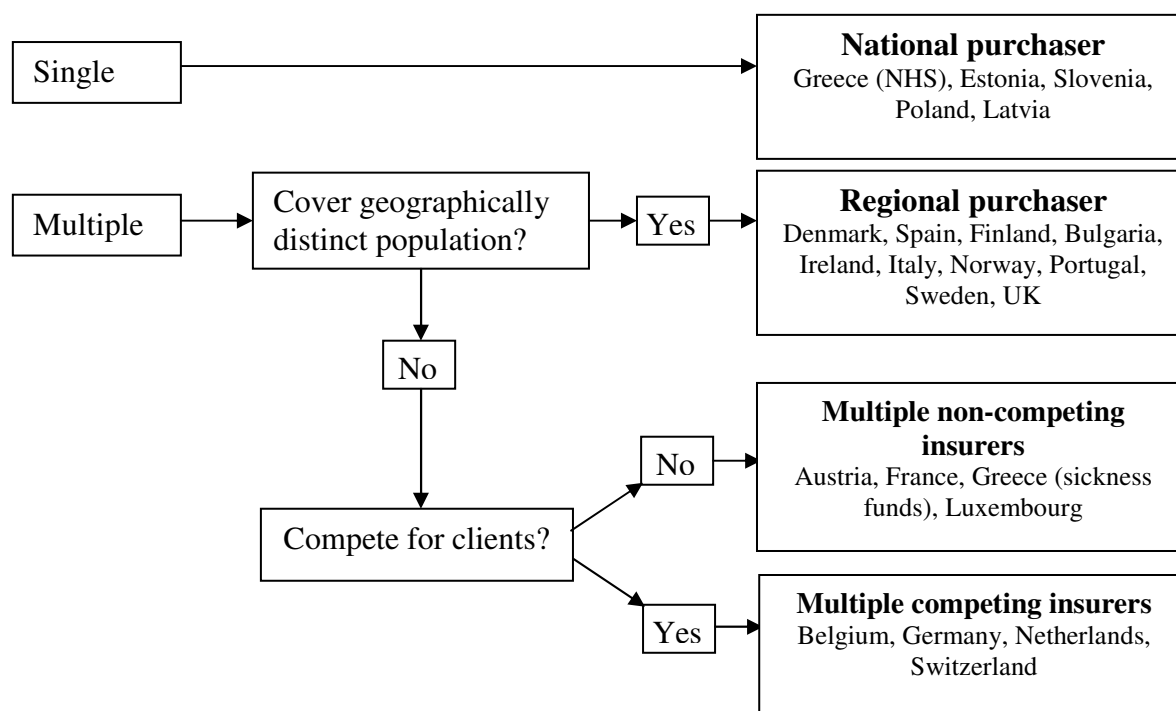 Single
National purchaser
Greece (NHS), Estonia, Slovenia,
Poland, Latvia
Multiple
Cover geographically
distinct population?
Yes
Regional purchaser
Denmark, Spain, Finland, Bulgaria,
Ireland, Italy, Norway, Portugal,
Sweden, UK
No
Compete for clients?
No
Multiple non-competing
insurers
Austria, France, Greece (sickness
funds), Luxembourg
Yes
Multiple competing insurers
Belgium, Germany, Netherlands,
Switzerland